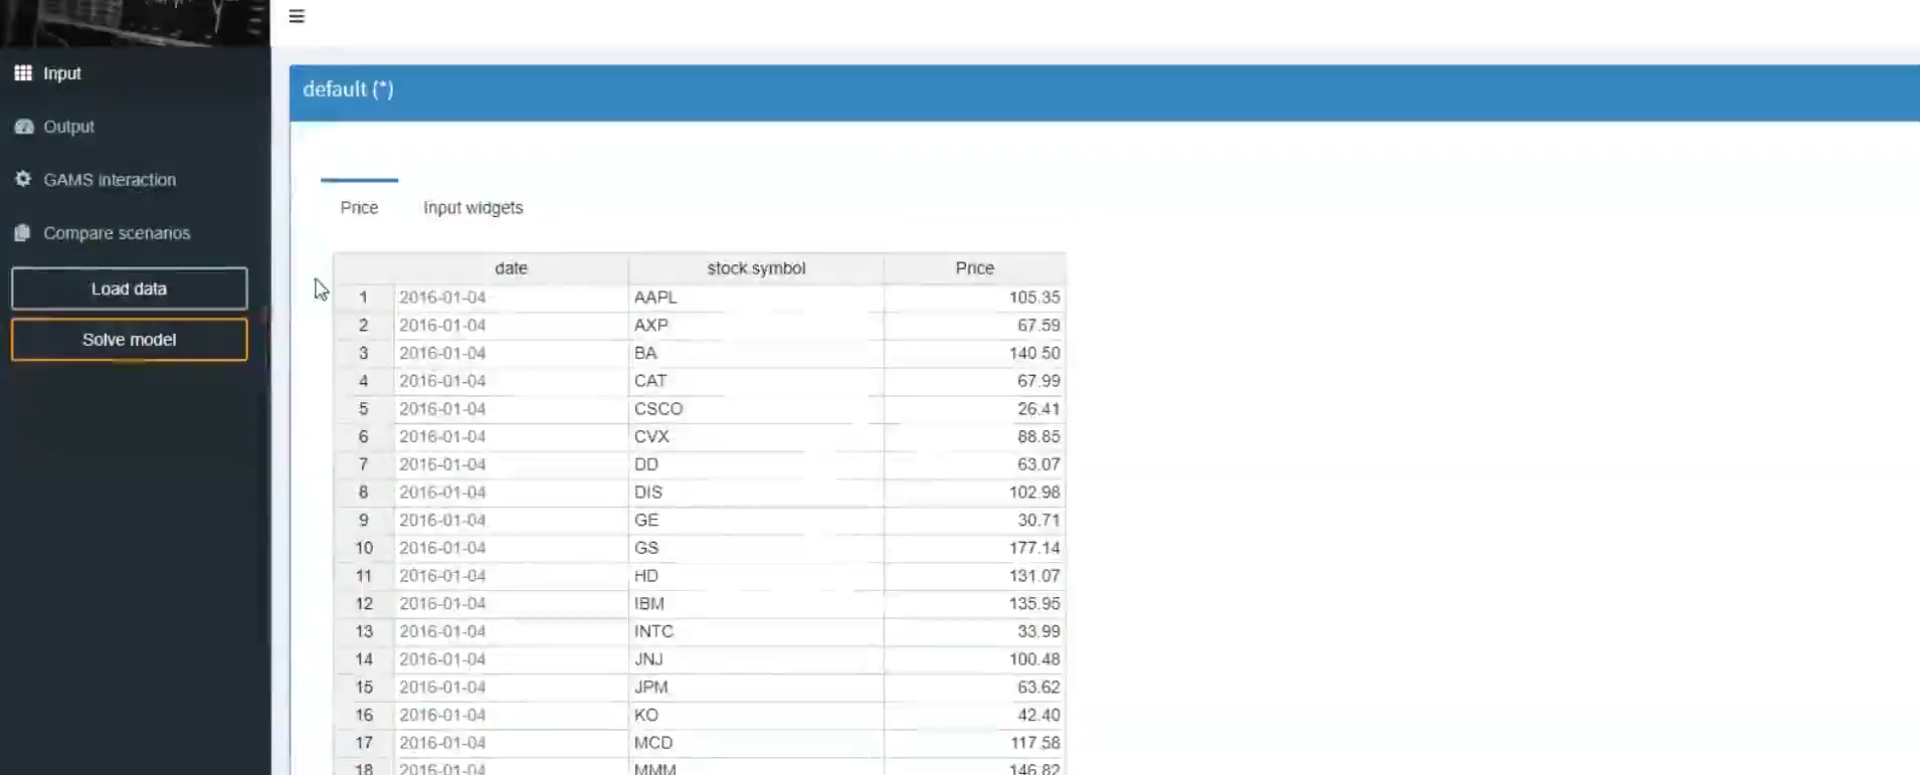 Input
Output
GAMS interaction
Compare scenarios
Load data
Solve model
default (*)
Price Input widgets
date stock symbol Price
1 2016-01-04 AAPL 105.35
2 2016-01-04 AXP 67.59
3 2016-01-04 BA 140.50
4 2016-01-04 CAT 67.99
5 2016-01-04 CSCO 26.41
6 2016-01-04 CVX 88.85
7 2016-01-04 DD 63.07
8 2016-01-04 DIS 102.98
9 2016-01-04 GE 30.71
10 2016-01-04 GS 177.14
11 2016-01-04 HD 131.07
12 2016-01-04 IBM 135.95
13 2016-01-04 INTC 33.99
14 2016-01-04 JNJ 100.48
15 2016-01-04 JPM 63.62
16 2016-01-04 KO 42.40
17 2016-01-04 MCD 117.58
18 2016-01-04 MMM 146.82